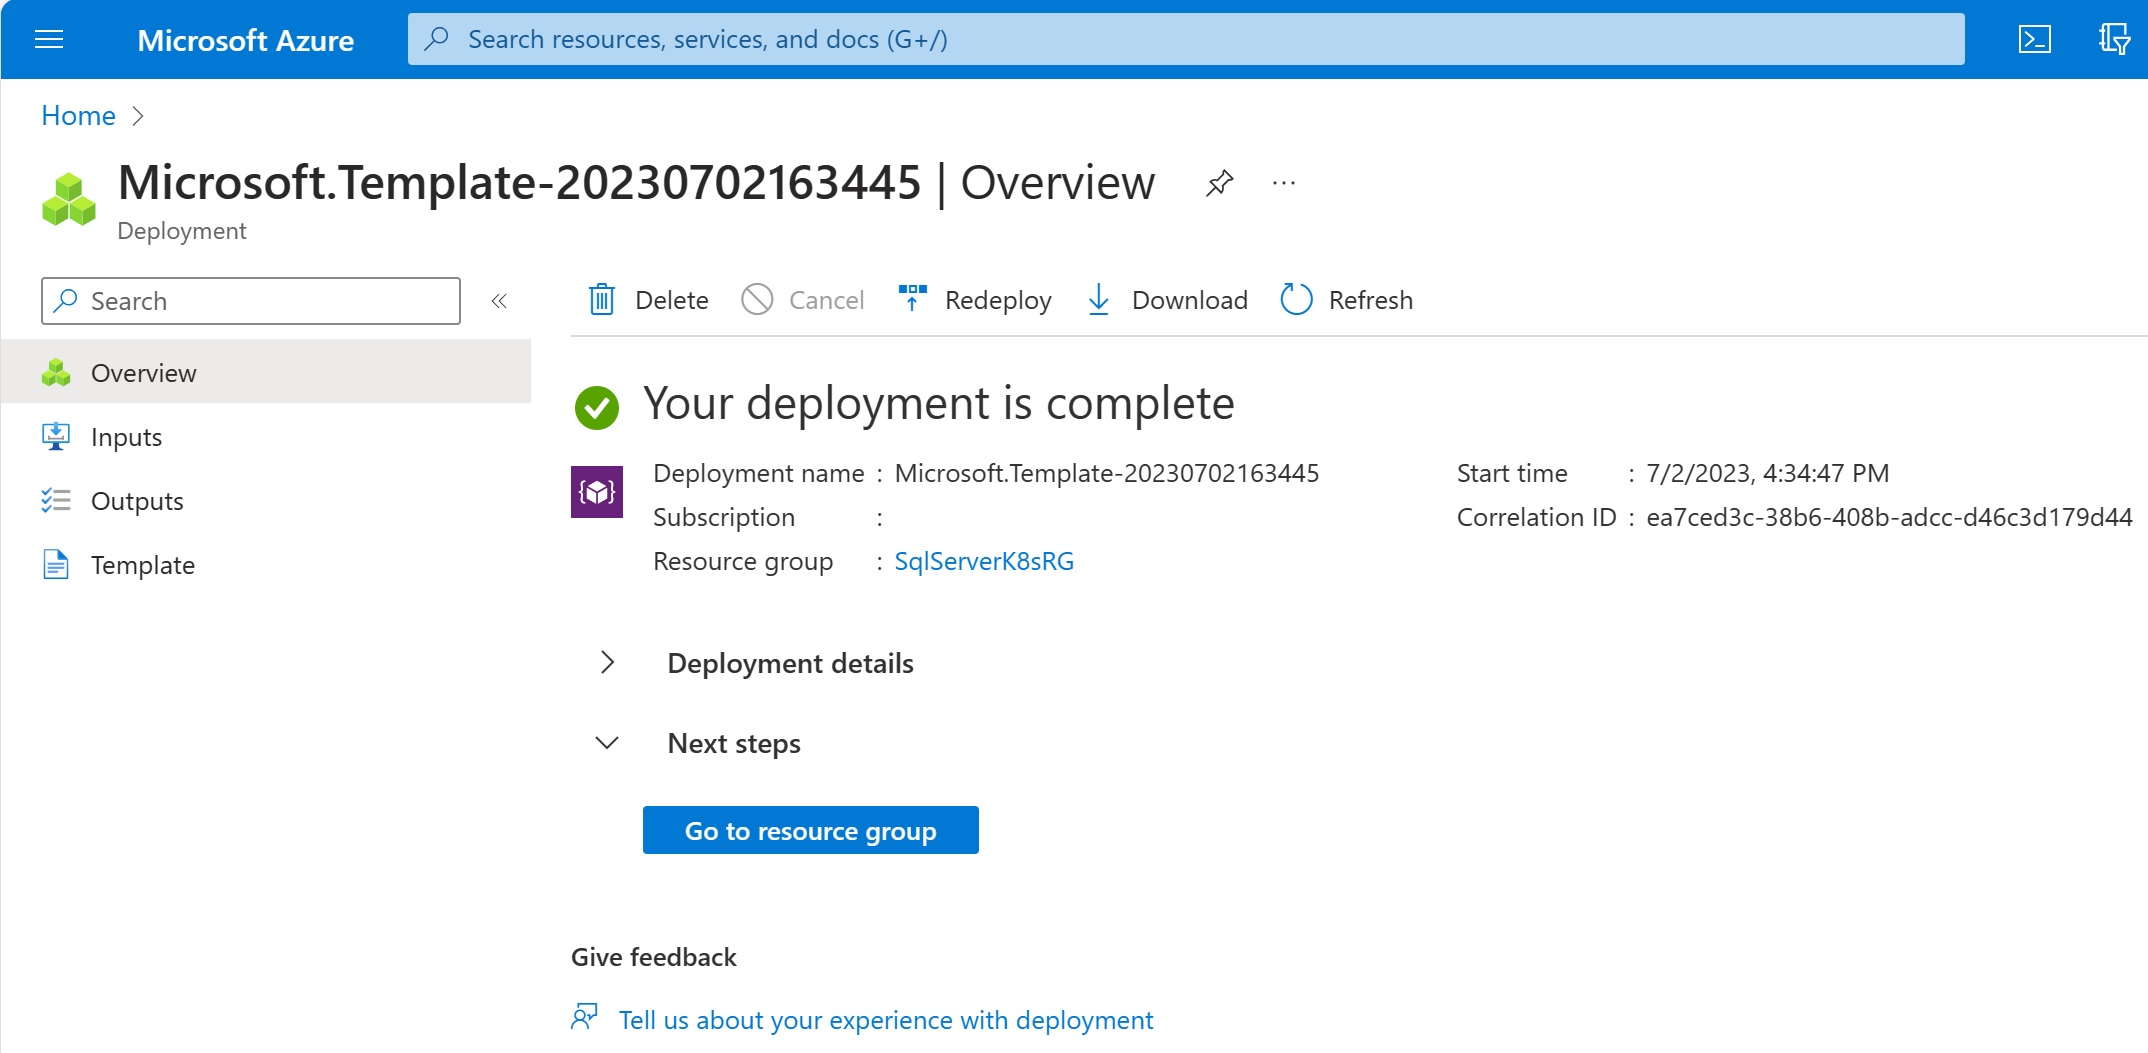 Microsoft Azure
Search resources, services, and docs (G+/)
Home
Microsoft.Template-20230702163445 | Overview
Deployment
Search
Delete
Cancel
Redeploy
Download
Refresh
Overview
Inputs
Outputs
Template
Your deployment is complete
Deployment name : Microsoft.Template-20230702163445
Subscription :
Resource group : SqlServerK8sRG
Start time : 7/2/2023, 4:34:47 PM
Correlation ID : ea7ced3c-38b6-408b-adcc-d46c3d179d44
Deployment details
Next steps
Go to resource group
Give feedback
Tell us about your experience with deployment